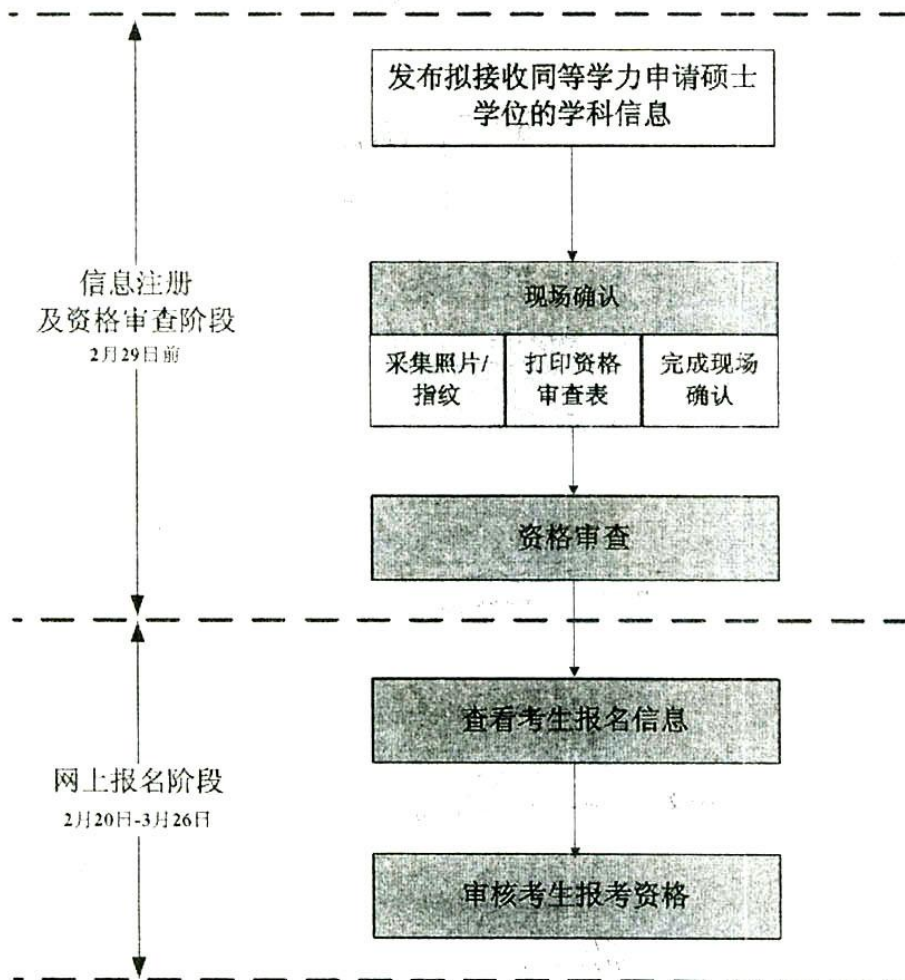 发布拟接收同等学力申请硕士
学位的学科信息
信息注册
及资格审查阶段
2月29日前
现场确认
采集照片/
指纹
打印资格
审查表
完成现场
确认
资格审查
查看考生报名信息
网上报名阶段
2月20日-3月26日
审核考生报考资格